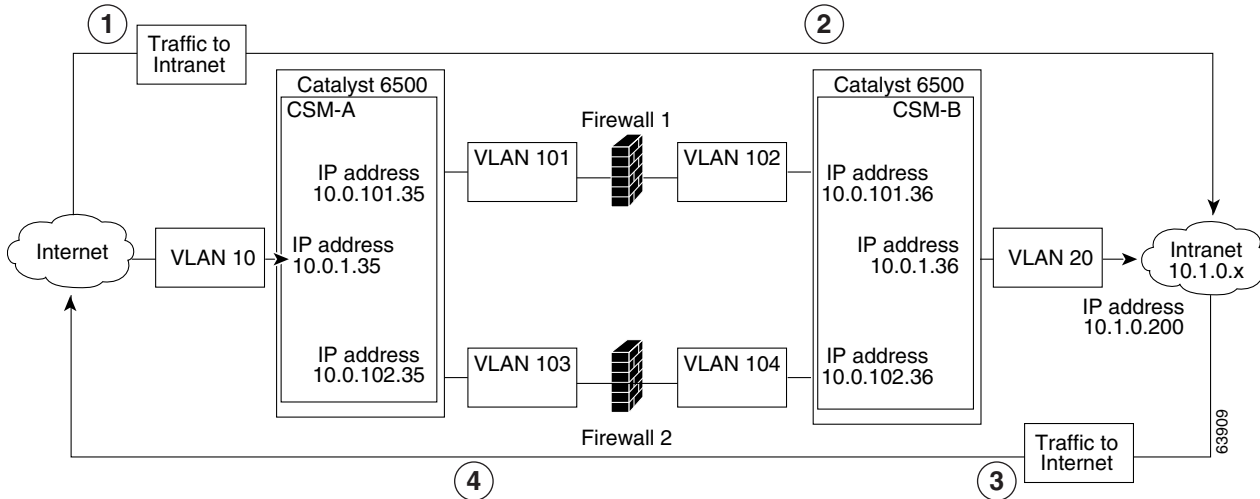 1
2
Traffic to
Intranet
Catalyst 6500
CSM-A
Firewall 1
Catalyst 6500
CSM-B
VLAN 101
VLAN 102
IP address
10.0.101.35
IP address
10.0.101.36
Internet
VLAN 10
IP address
10.0.1.35
IP address
10.0.1.36
VLAN 20
Intranet
10.1.0.x
IP address
10.1.0.200
IP address
10.0.102.35
VLAN 103
VLAN 104
IP address
10.0.102.36
Firewall 2
Traffic to
Internet
63909
4
3